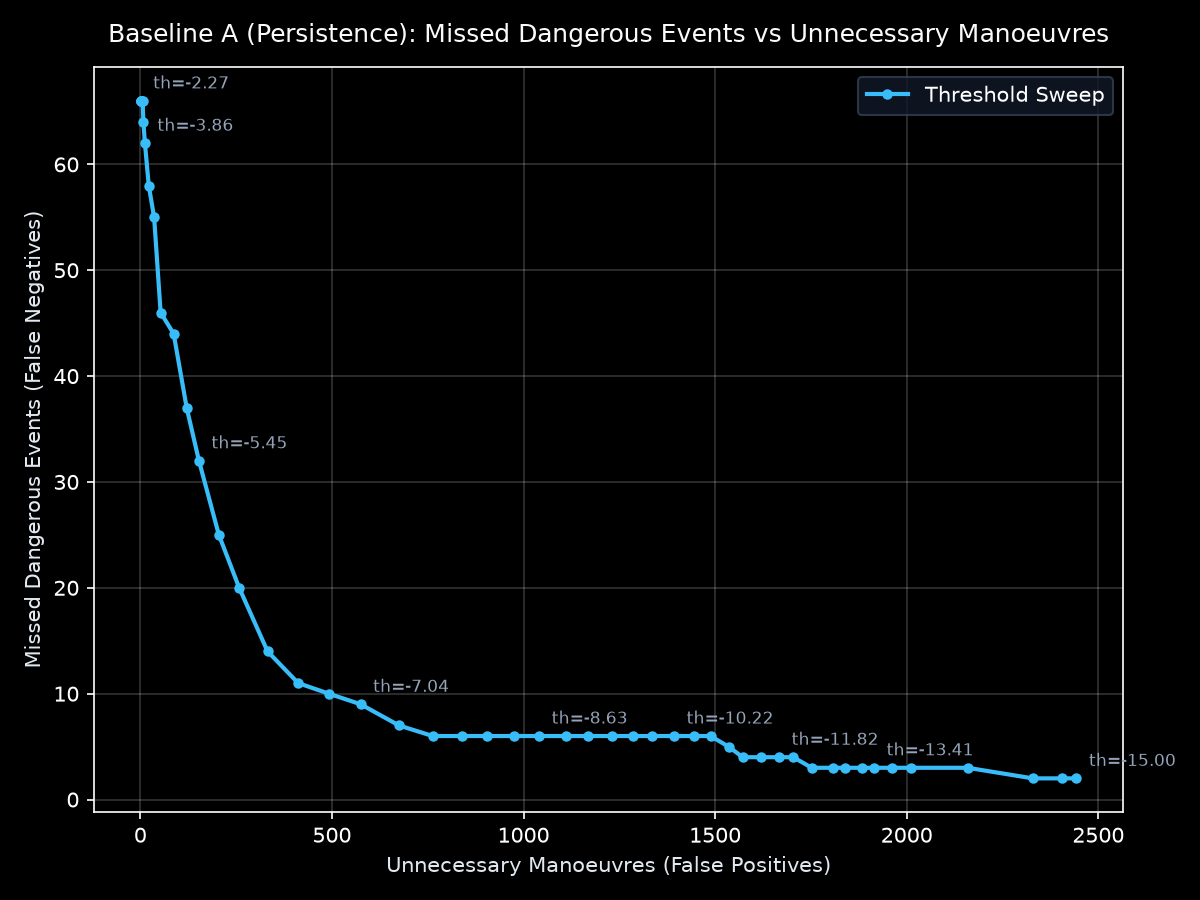 Baseline A (Persistence): Missed Dangerous Events vs Unnecessary Manoeuvres
Threshold Sweep
th=-2.27
th=-3.86
th=-5.45
th=-7.04
th=-8.63
th=-10.22
th=-11.82
th=-13.41
th=-15.00
Missed Dangerous Events (False Negatives)
60
50
40
30
20
10
0
0
500
1000
1500
2000
2500
Unnecessary Manoeuvres (False Positives)